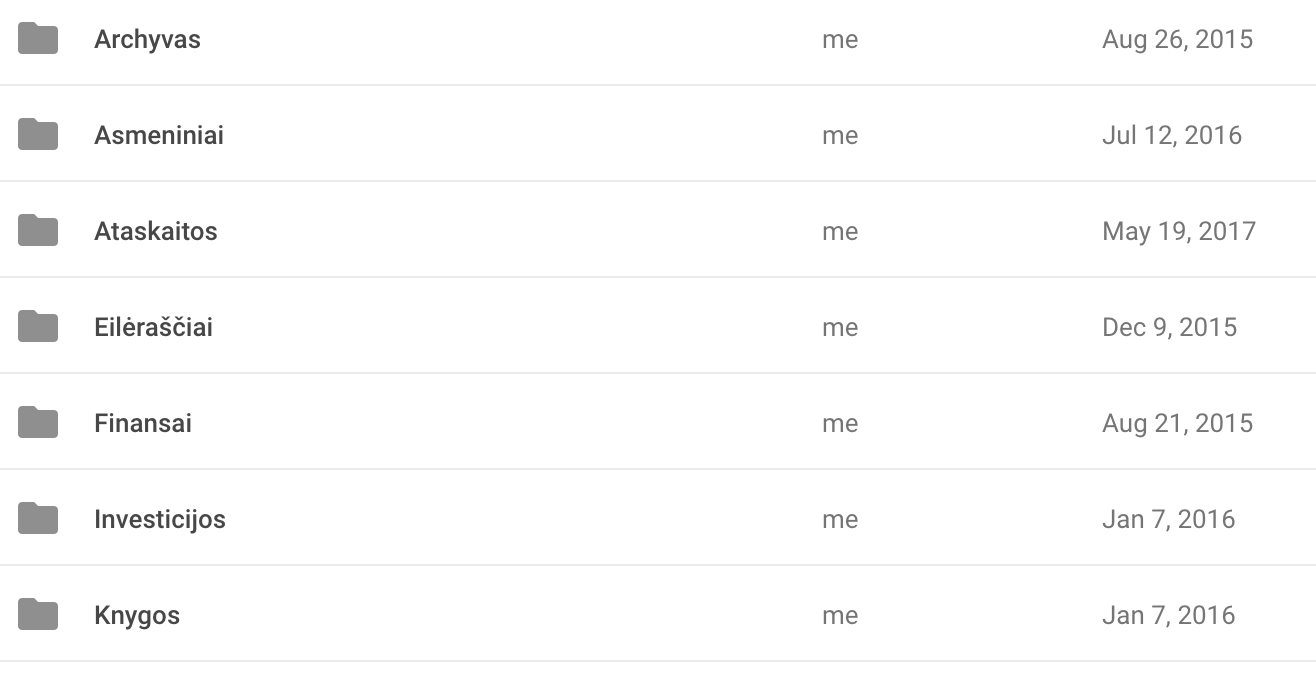 Archyvas me Aug 26, 2015
Asmeniniai me Jul 12, 2016
Ataskaitos me May 19, 2017
Eilėraščiai me Dec 9, 2015
Finansai me Aug 21, 2015
Investicijos me Jan 7, 2016
Knygos me Jan 7, 2016